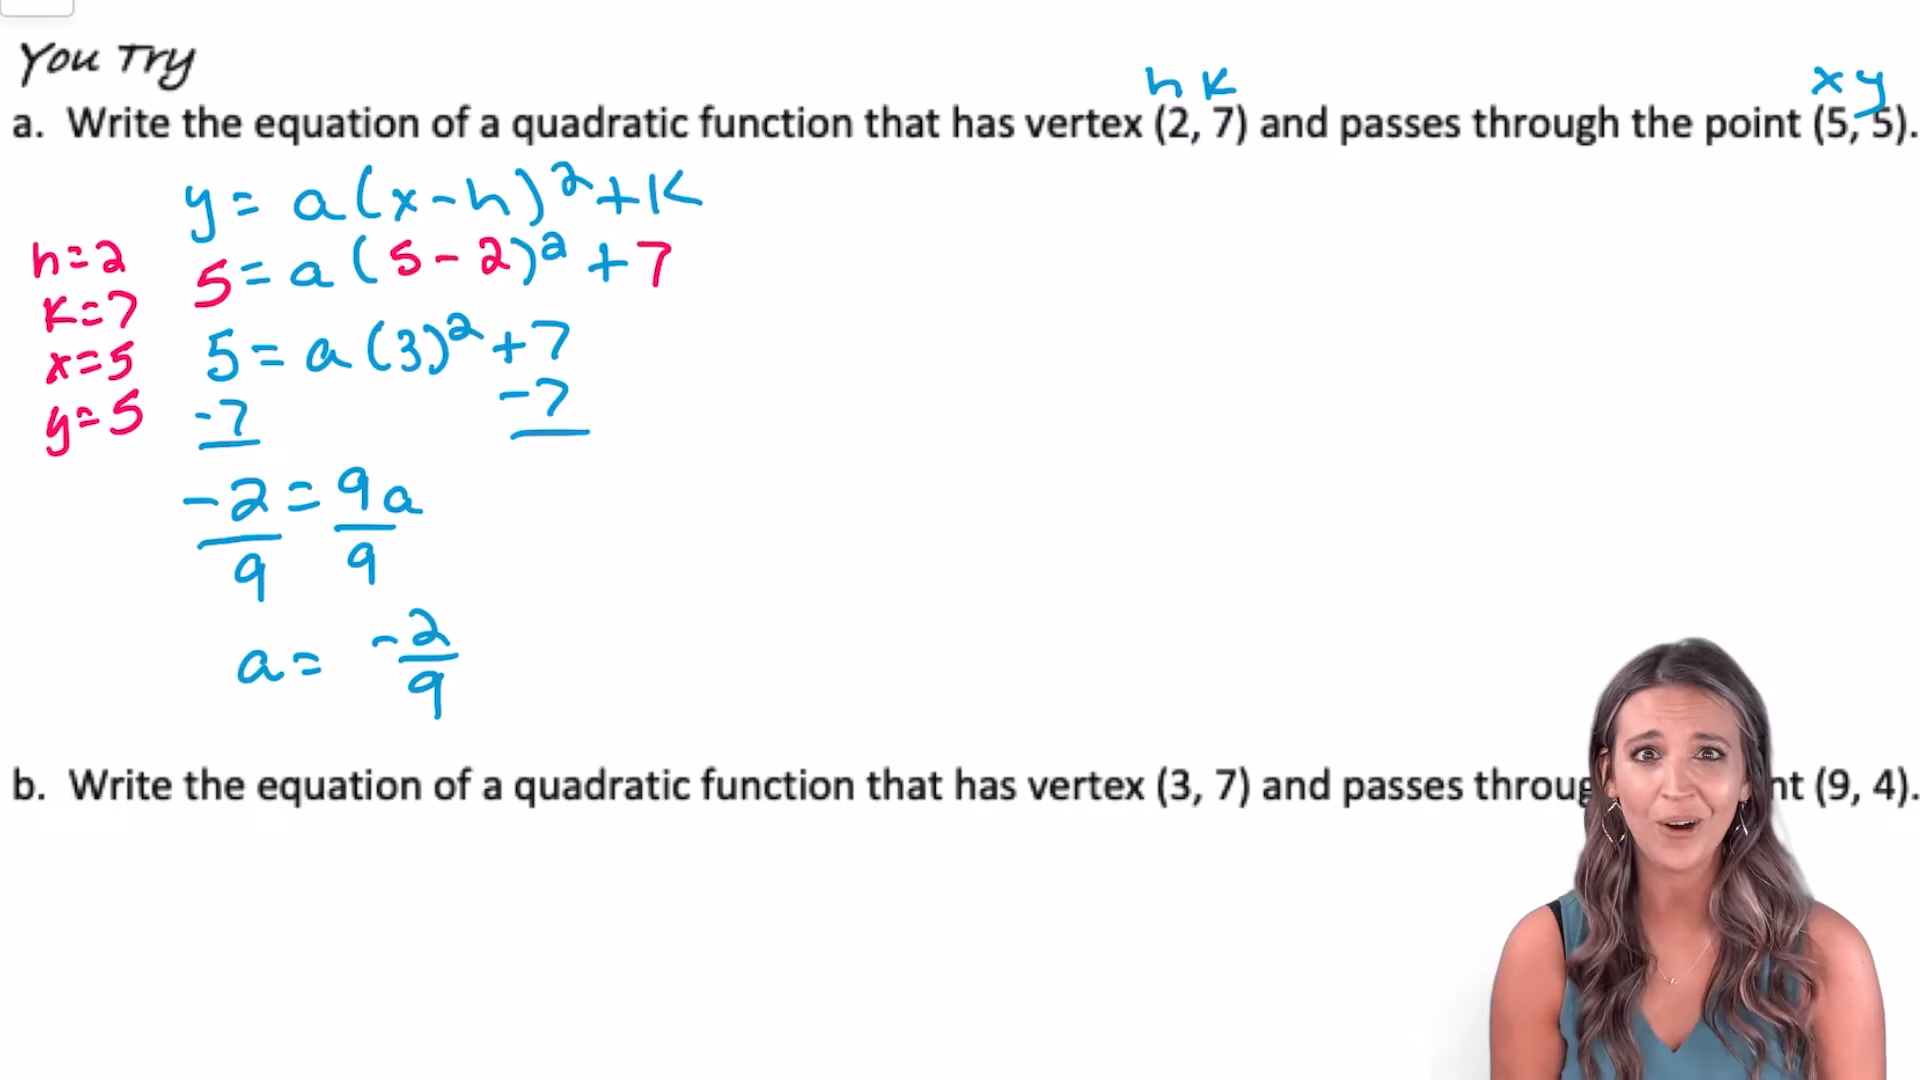 You Try
h k x y
a. Write the equation of a quadratic function that has vertex (2, 7) and passes through the point (5, 5).
y = a(x-h)² + k
h=2 5 = a(5-2)² + 7
k=7
x=5 5 = a(3)² + 7
y=5 -7 -7
-2 = 9a
9 9
a = -2
9
b. Write the equation of a quadratic function that has vertex (3, 7) and passes throug nt (9, 4).